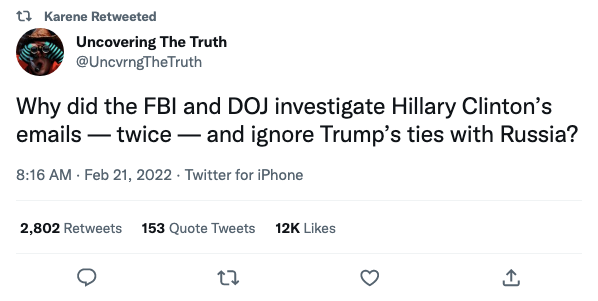 Karene Retweeted
Uncovering The Truth
@UncvrngTheTruth
Why did the FBI and DOJ investigate Hillary Clinton’s
emails — twice — and ignore Trump’s ties with Russia?
8:16 AM · Feb 21, 2022 · Twitter for iPhone
2,802 Retweets 153 Quote Tweets 12K Likes